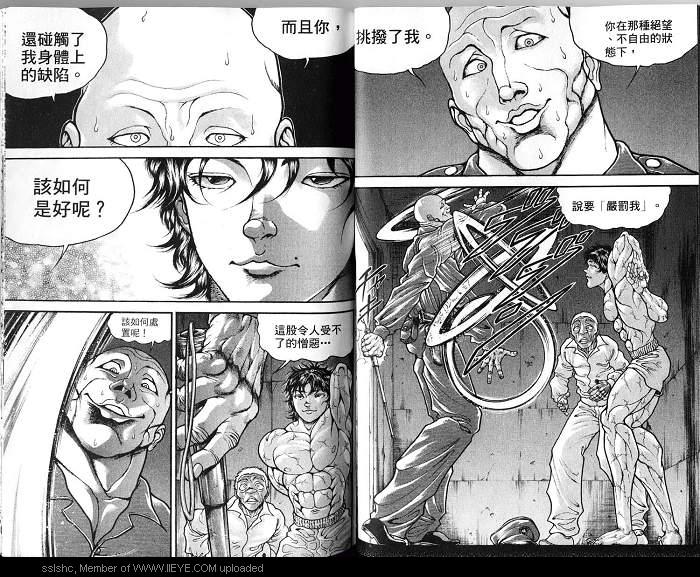 你在那種絕望
、不自由的狀
態下，
挑撥了我。
說要「嚴罰我」。
而且你，
還碰觸了
我身體上
的缺陷。
該如何
是好呢？
這股令人受不
了的憎惡…
該如何處
置呢！
sslshc, Member of VVWW.IIEYE.COM uploaded